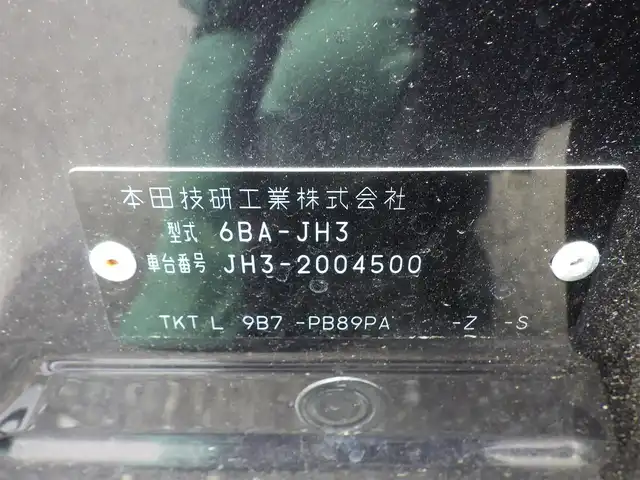 本田技研工業株式会社
型式 6BA-JH3
車台番号 JH3-2004500
TKT L 9B7 -PB89PA -Z -S